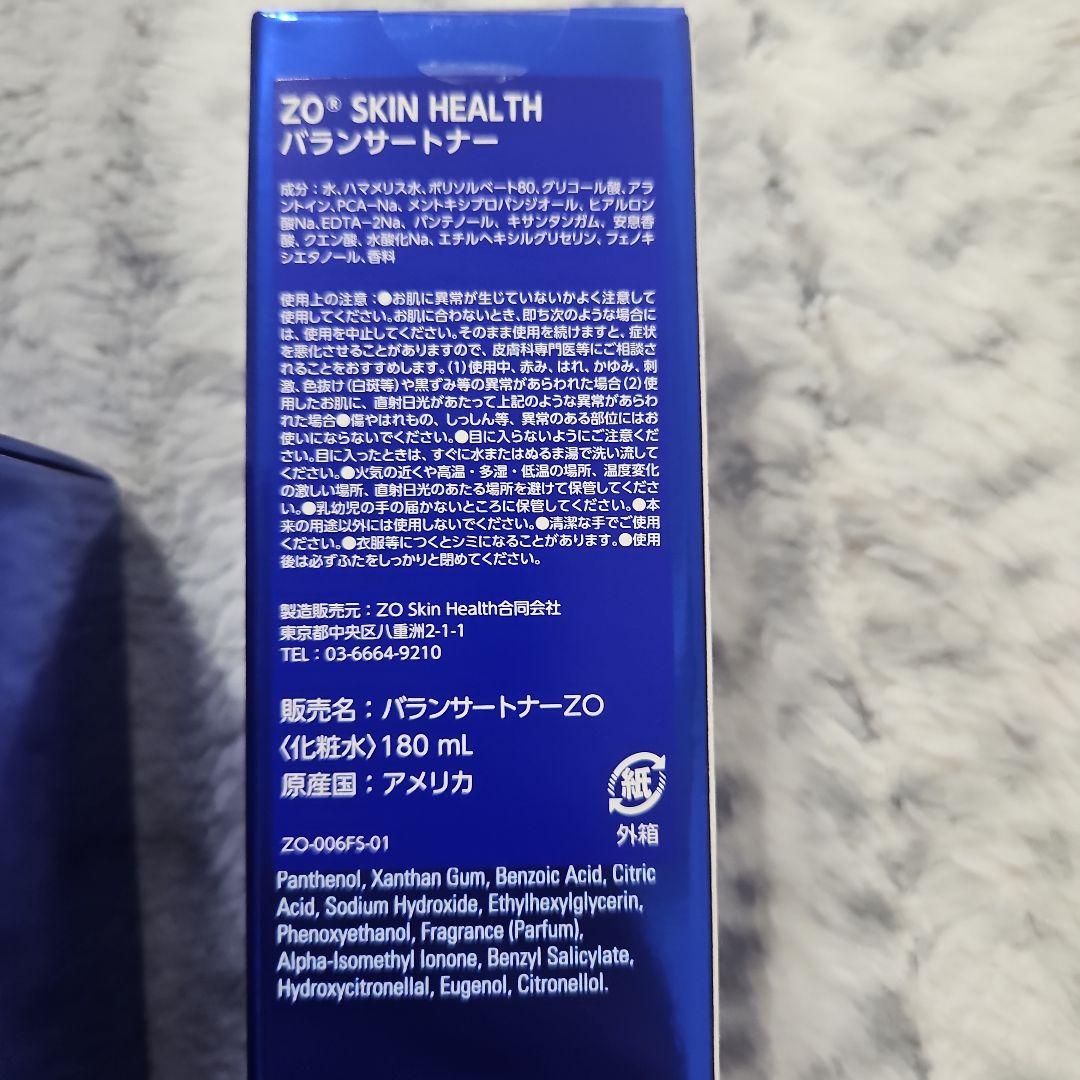 ZO® SKIN HEALTH
バランサートナー
成分：水、ハマメリス水、ポリソルベート80、グリコール酸、アラ
ントイン、PCA-Na、メントキシプロパンジオール、ヒアルロン
酸Na、EDTA-2Na、パンテノール、キサンタンガム、安息香
酸、クエン酸、水酸化Na、エチルヘキシルグリセリン、フェノキ
シエタノール、香料
使用上の注意：●お肌に異常が生じていないかよく注意して
使用してください。お肌に合わないとき、即ち次のような場合に
は、使用を中止してください。そのまま使用を続けますと、症状
を悪化させることがありますので、皮膚科専門医等にご相談さ
れることをおすすめします。(1)使用中、赤み、はれ、かゆみ、刺
激、色抜け(白斑等)や黒ずみ等の異常があらわれた場合(2)使
用したお肌に、直射日光があたって上記のような異常があらわ
れた場合●傷やはれもの、しっしん等、異常のある部位にはお
使いにならないでください。●目に入らないようにご注意くだ
さい。目に入ったときは、すぐに水またはぬるま湯で洗い流して
ください。●火気の近くや高温・多湿・低温の場所、温度変化
の激しい場所、直射日光のあたる場所を避けて保管してくださ
い。●乳幼児の手の届かないところに保管してください。●本
来の用途以外には使用しないでください。●清潔な手でご使用
ください。●衣服等につくとシミになることがあります。●使用
後は必ずふたをしっかりと閉めてください。
製造販売元：ZO Skin Health合同会社
東京都中央区八重洲2-1-1
TEL：03-6664-9210
販売名：バランサートナーZO
〈化粧水〉180 mL
原産国：アメリカ
紙
外箱
ZO-006FS-01
Panthenol, Xanthan Gum, Benzoic Acid, Citric
Acid, Sodium Hydroxide, Ethylhexylglycerin,
Phenoxyethanol, Fragrance (Parfum),
Alpha-Isomethyl Ionone, Benzyl Salicylate,
Hydroxycitronellal, Eugenol, Citronellol.